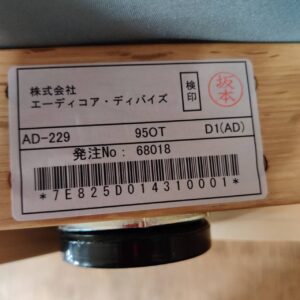 株式会社
エーディコア・ディバイズ
検印
坂本
AD-229 950T D1(AD)
発注No: 68018
*7E825D014310001*